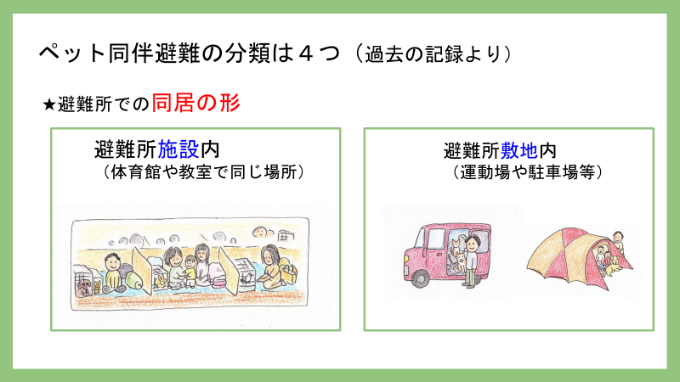 ペット同伴避難の分類は４つ（過去の記録より）
★避難所での同居の形
避難所施設内
（体育館や教室で同じ場所）
避難所敷地内
（運動場や駐車場等）